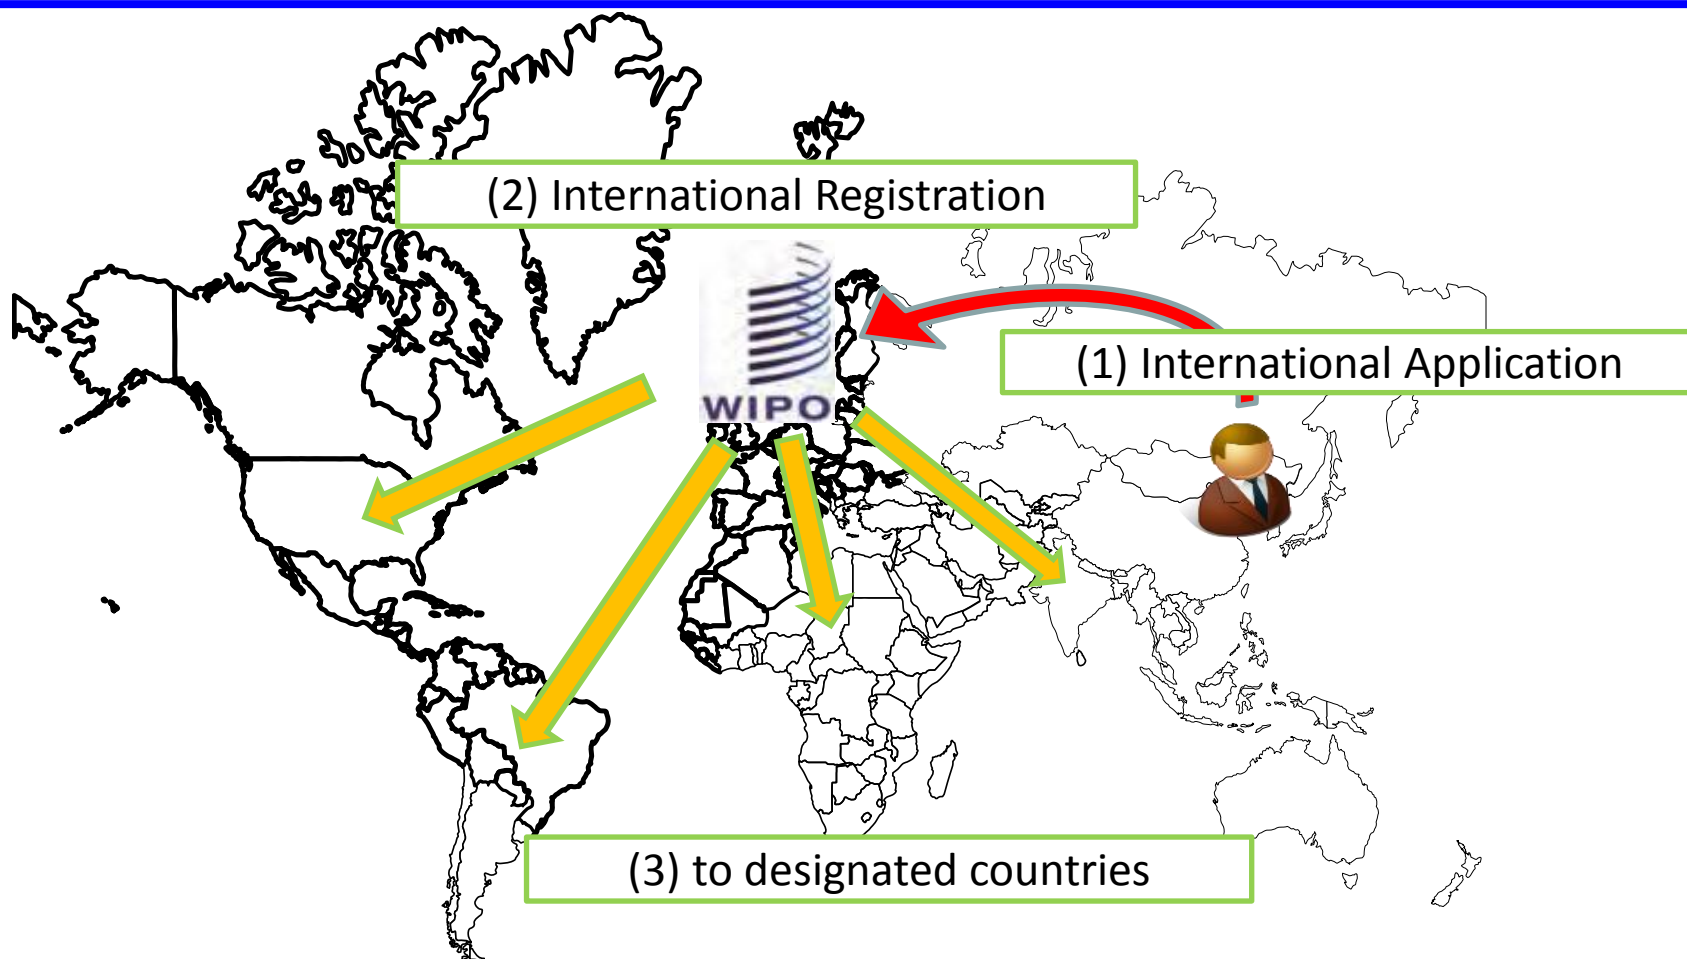 (2) International Registration
WIPO
(1) International Application
(3) to designated countries